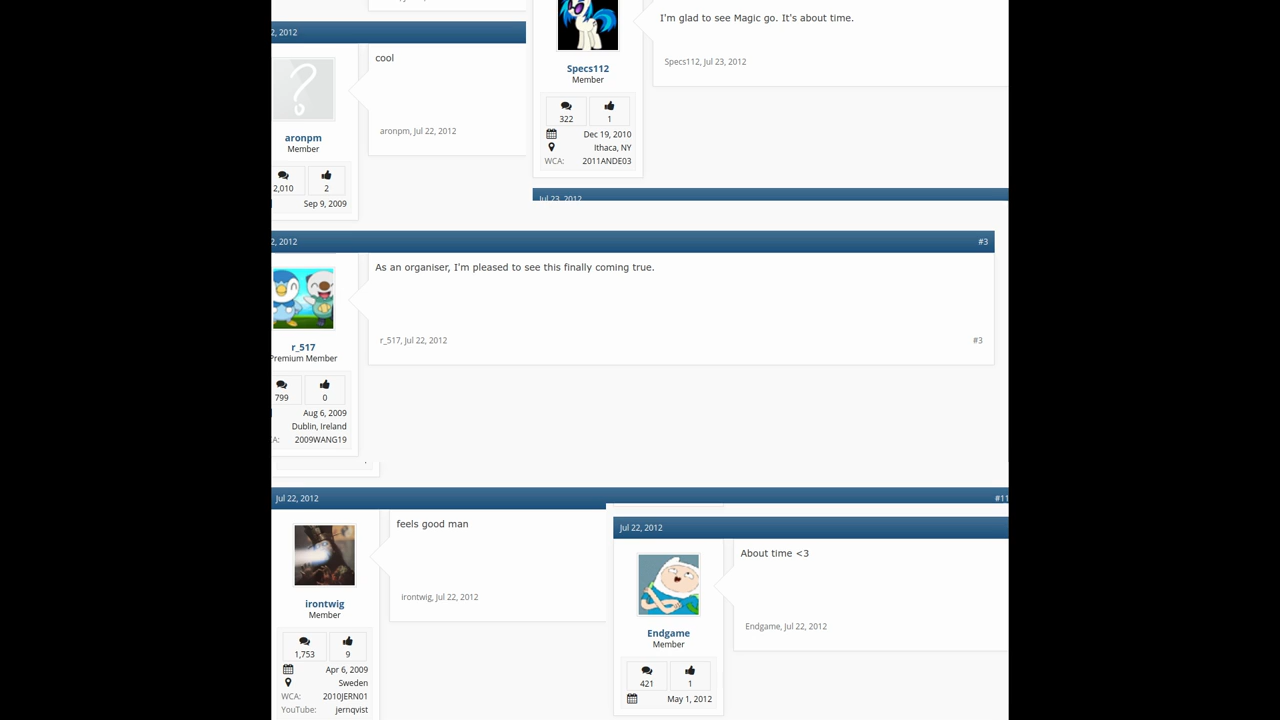 2, 2012
cool
aronpm, Jul 22, 2012
aronpm
Member
2,010
2
Sep 9, 2009
I'm glad to see Magic go. It's about time.
Specs112, Jul 23, 2012
Specs112
Member
322
1
Dec 19, 2010
Ithaca, NY
WCA: 2011ANDE03
Jul 23, 2012
2, 2012 #3
As an organiser, I'm pleased to see this finally coming true.
r_517, Jul 22, 2012 #3
r_517
Premium Member
799
0
Aug 6, 2009
Dublin, Ireland
A: 2009WANG19
Jul 22, 2012 #11
feels good man
irontwig, Jul 22, 2012
irontwig
Member
1,753
9
Apr 6, 2009
Sweden
WCA: 2010JERN01
YouTube: jernqvist
Jul 22, 2012
About time <3
Endgame, Jul 22, 2012
Endgame
Member
421
1
May 1, 2012